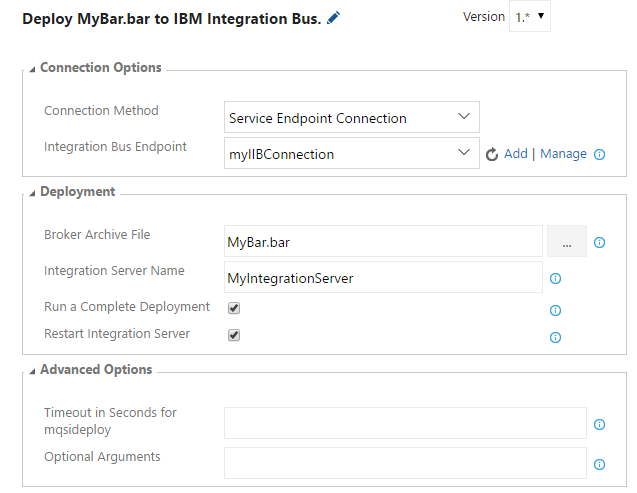 Deploy MyBar.bar to IBM Integration Bus.
Version 1.*
Connection Options
Connection Method Service Endpoint Connection
Integration Bus Endpoint myIIBConnection Add | Manage
Deployment
Broker Archive File MyBar.bar ...
Integration Server Name MyIntegrationServer
Run a Complete Deployment
Restart Integration Server
Advanced Options
Timeout in Seconds for
mqsideploy
Optional Arguments